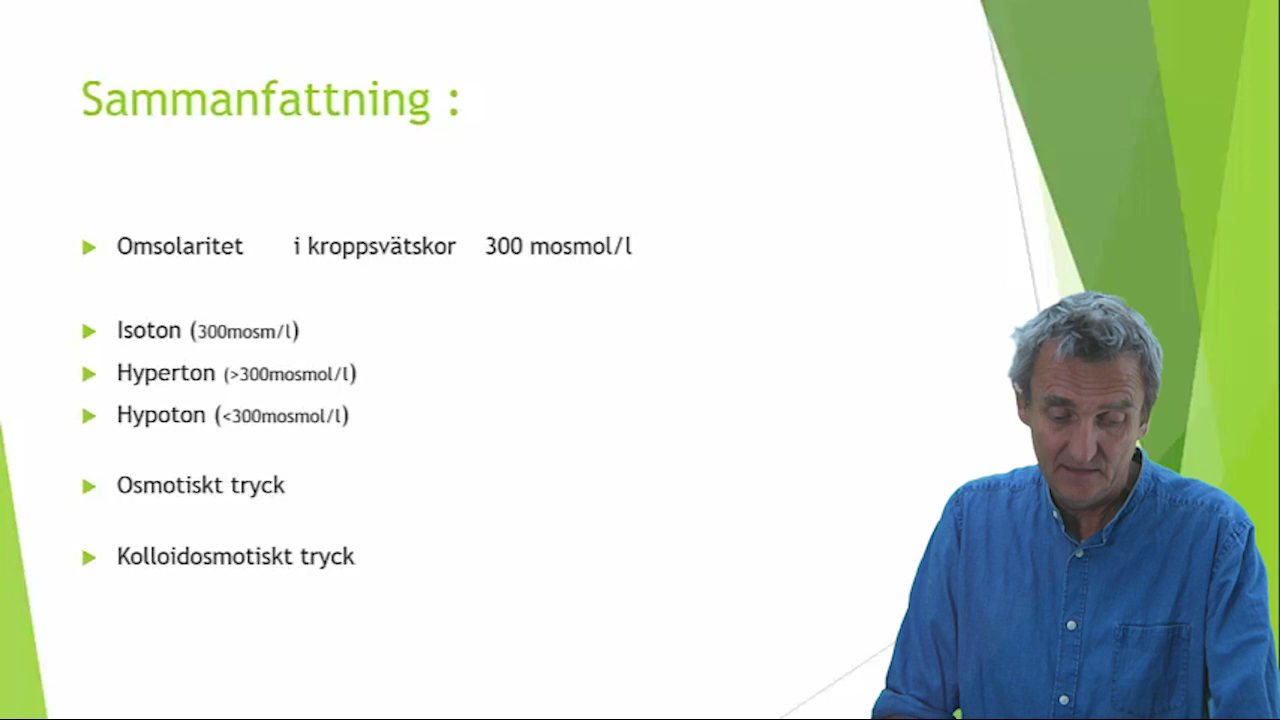 Sammanfattning :
Omsolaritet i kroppsvätskor 300 mosmol/l
Isoton (300mosm/l)
Hyperton (>300mosmol/l)
Hypoton (<300mosmol/l)
Osmotiskt tryck
Kolloidosmotiskt tryck